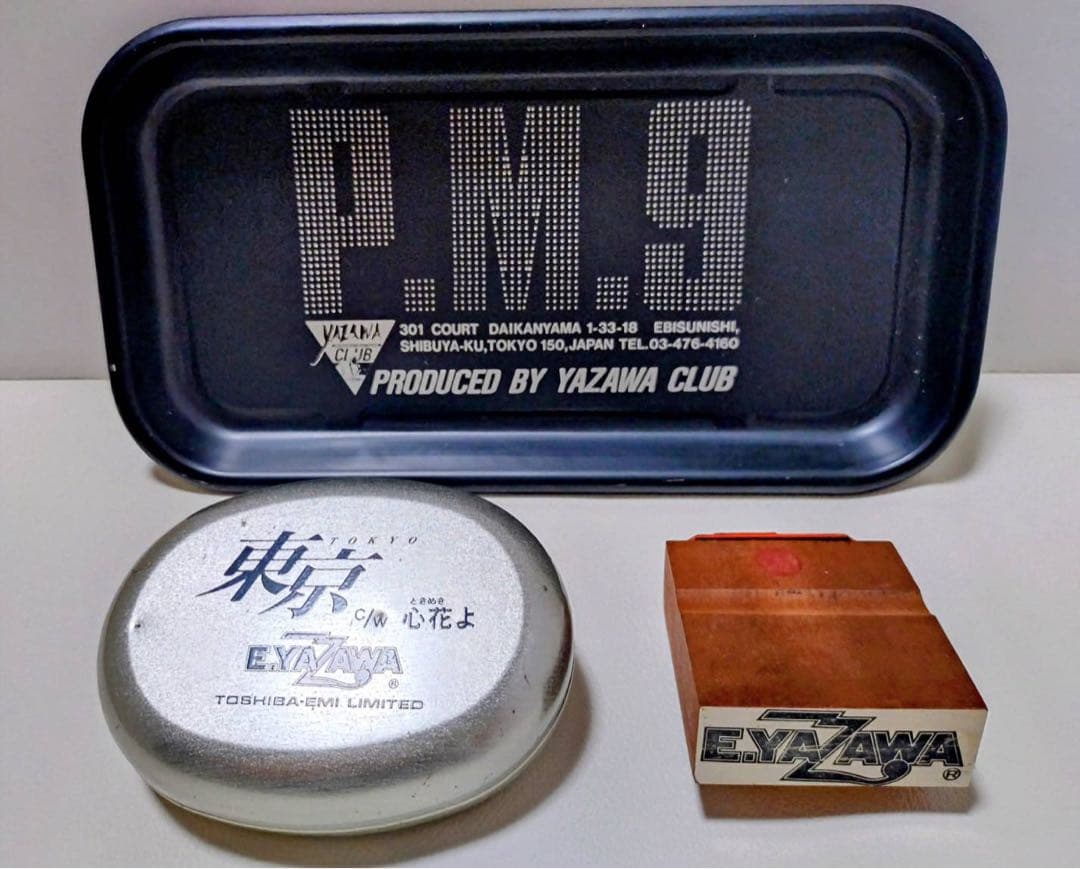 P.M.9
YAZAWA
CLUB
301 COURT DAIKANYAMA 1-33-18 EBISUNISHI,
SHIBUYA-KU,TOKYO 150,JAPAN TEL.03-476-4160
PRODUCED BY YAZAWA CLUB
東京
TOKYO
ときめき
C/W 心花よ
E.YAZAWA ®
TOSHIBA-EMI LIMITED
E.YAZAWA ®